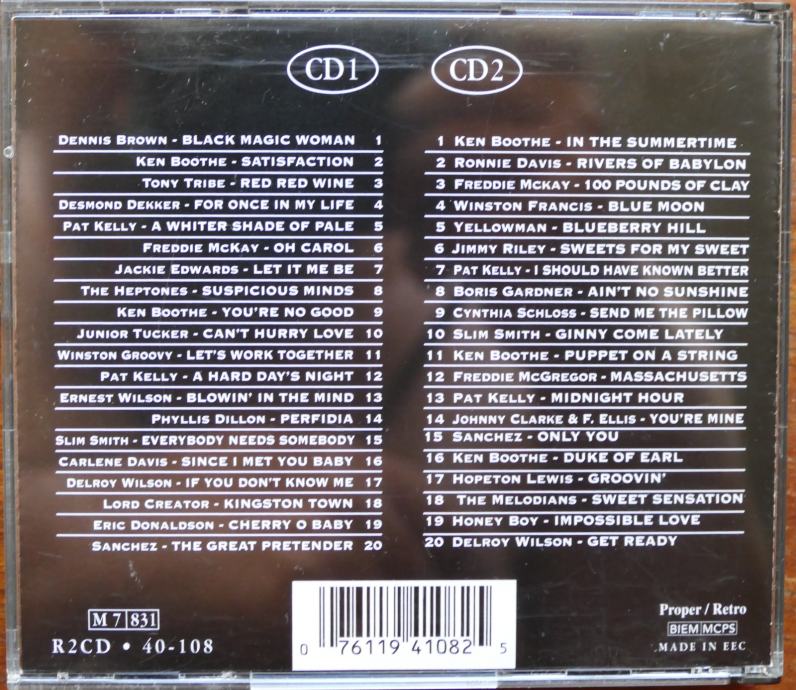 CD1
DENNIS BROWN - BLACK MAGIC WOMAN 1
KEN BOOTHE - SATISFACTION 2
TONY TRIBE - RED RED WINE 3
DESMOND DEKKER - FOR ONCE IN MY LIFE 4
PAT KELLY - A WHITER SHADE OF PALE 5
FREDDIE MCKAY - OH CAROL 6
JACKIE EDWARDS - LET IT ME BE 7
THE HEPTONES - SUSPICIOUS MINDS 8
KEN BOOTHE - YOU'RE NO GOOD 9
JUNIOR TUCKER - CAN'T HURRY LOVE 10
WINSTON GROOVY - LET'S WORK TOGETHER 11
PAT KELLY - A HARD DAY'S NIGHT 12
ERNEST WILSON - BLOWIN' IN THE MIND 13
PHYLLIS DILLON - PERFIDIA 14
SLIM SMITH - EVERYBODY NEEDS SOMEBODY 15
CARLENE DAVIS - SINCE I MET YOU BABY 16
DELROY WILSON - IF YOU DON'T KNOW ME 17
LORD CREATOR - KINGSTON TOWN 18
ERIC DONALDSON - CHERRY O BABY 19
SANCHEZ - THE GREAT PRETENDER 20
CD2
1 KEN BOOTHE - IN THE SUMMERTIME
2 RONNIE DAVIS - RIVERS OF BABYLON
3 FREDDIE MCKAY - 100 POUNDS OF CLAY
4 WINSTON FRANCIS - BLUE MOON
5 YELLOWMAN - BLUEBERRY HILL
6 JIMMY RILEY - SWEETS FOR MY SWEET
7 PAT KELLY - I SHOULD HAVE KNOWN BETTER
8 BORIS GARDNER - AIN'T NO SUNSHINE
9 CYNTHIA SCHLOSS - SEND ME THE PILLOW
10 SLIM SMITH - GINNY COME LATELY
11 KEN BOOTHE - PUPPET ON A STRING
12 FREDDIE MCGREGOR - MASSACHUSETTS
13 PAT KELLY - MIDNIGHT HOUR
14 JOHNNY CLARKE & F. ELLIS - YOU'RE MINE
15 SANCHEZ - ONLY YOU
16 KEN BOOTHE - DUKE OF EARL
17 HOPETON LEWIS - GROOVIN'
18 THE MELODIANS - SWEET SENSATION
19 HONEY BOY - IMPOSSIBLE LOVE
20 DELROY WILSON - GET READY
M 7 831
R2CD • 40-108
0 76119 41082 5
Proper / Retro
BIEM MCPS
MADE IN EEC